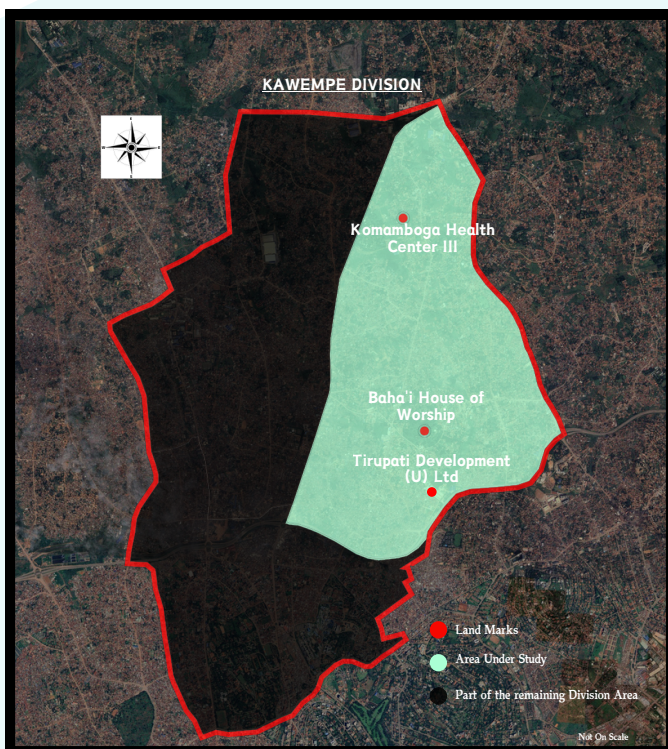 KAWEMPE DIVISION
Komamboga Health
Center III
Baha'i House of
Worship
Tirupati Development
(U) Ltd
Land Marks
Area Under Study
Part of the remaining Division Area
Not On Scale